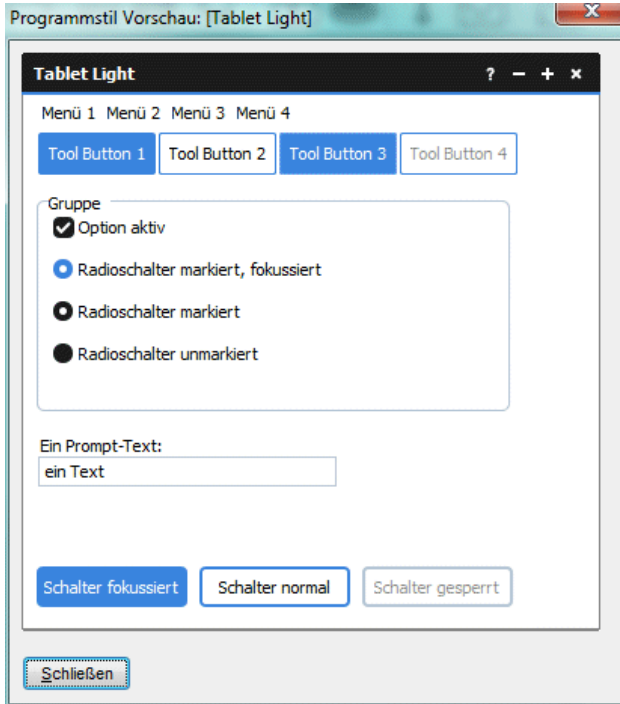 Programmstil Vorschau: [Tablet Light]
Tablet Light
Menü 1 Menü 2 Menü 3 Menü 4
Tool Button 1 Tool Button 2 Tool Button 3 Tool Button 4
Gruppe
Option aktiv
Radioschalter markiert, fokussiert
Radioschalter markiert
Radioschalter unmarkiert
Ein Prompt-Text:
ein Text
Schalter fokussiert Schalter normal Schalter gesperrt
Schließen